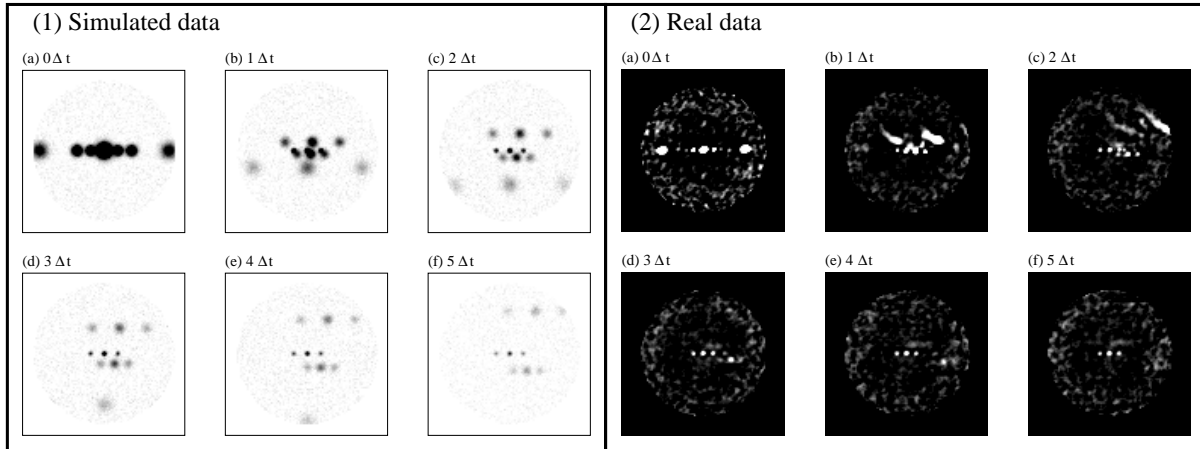 (1) Simulated data
(a) 0 Δ t
(b) 1 Δ t
(c) 2 Δ t
(d) 3 Δ t
(e) 4 Δ t
(f) 5 Δ t
(2) Real data
(a) 0 Δ t
(b) 1 Δ t
(c) 2 Δ t
(d) 3 Δ t
(e) 4 Δ t
(f) 5 Δ t